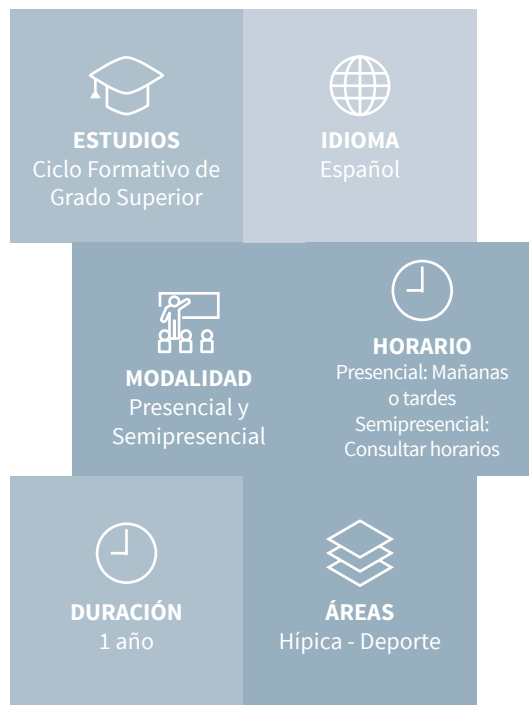 ESTUDIOS
Ciclo Formativo de
Grado Superior
IDIOMA
Español
MODALIDAD
Presencial y
Semipresencial
HORARIO
Presencial: Mañanas
o tardes
Semipresencial:
Consultar horarios
DURACIÓN
1 año
ÁREAS
Hípica - Deporte